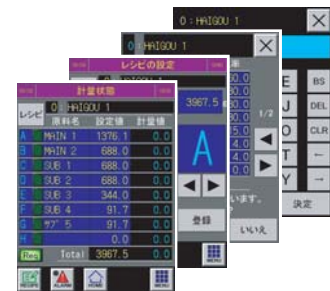 計量状態
レシピ 0 : HAIGOU 1
原料名 設定値 計量値
A MAIN 1 1376.1 0.0
B MAIN 2 688.0 0.0
C SUB 1 688.0 0.0
D SUB 2 688.0 0.0
E SUB 3 344.0 0.0
F SUB 4 91.7 0.0
G ｻﾌﾞ 5 91.7 0.0
H 0.0 0.0
Req Total 3967.5 0.0
RECIPE ALARM HOME MENU
レシピの設定
3967.5
A
◀ ▶
登録
MENU
0 : HAIGOU 1 ×
率
1/2
◀
▶
います。
いいえ
0 : HAIGOU 1 ×
E BS
J DEL
O CLR
T ←
Y →
決定